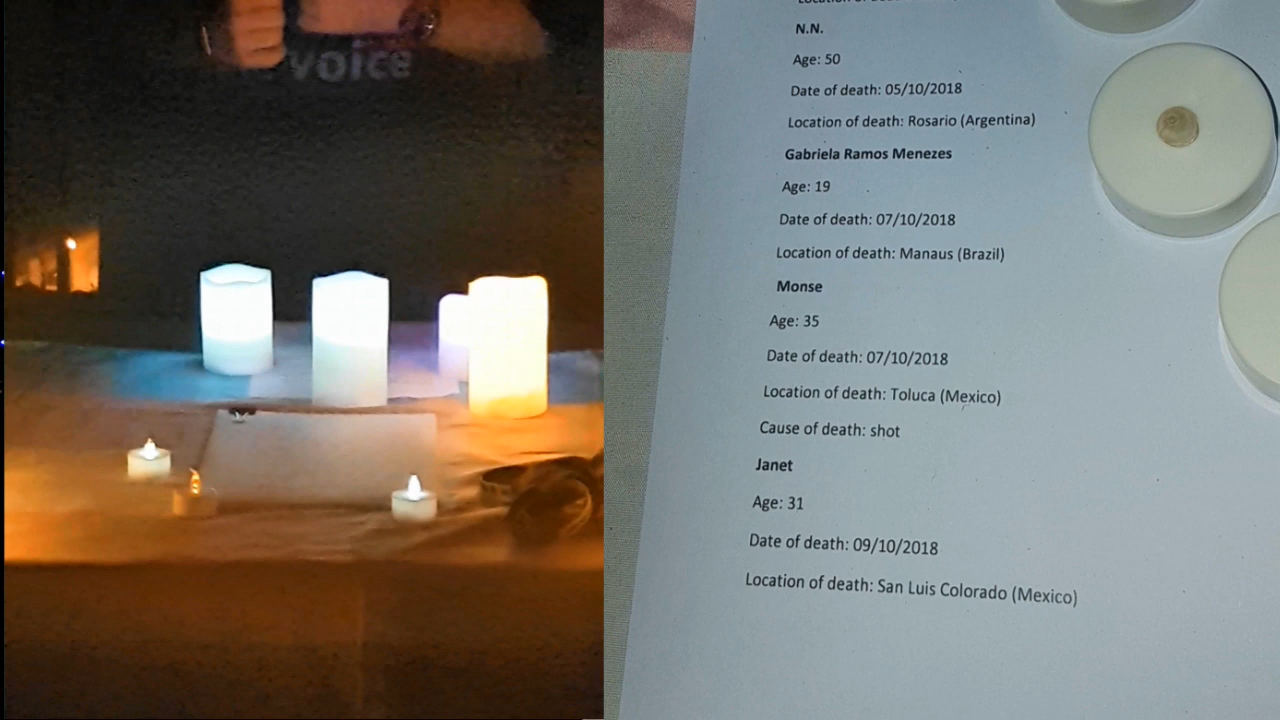 voice
N.N.
Age: 50
Date of death: 05/10/2018
Location of death: Rosario (Argentina)
Gabriela Ramos Menezes
Age: 19
Date of death: 07/10/2018
Location of death: Manaus (Brazil)
Monse
Age: 35
Date of death: 07/10/2018
Location of death: Toluca (Mexico)
Cause of death: shot
Janet
Age: 31
Date of death: 09/10/2018
Location of death: San Luis Colorado (Mexico)